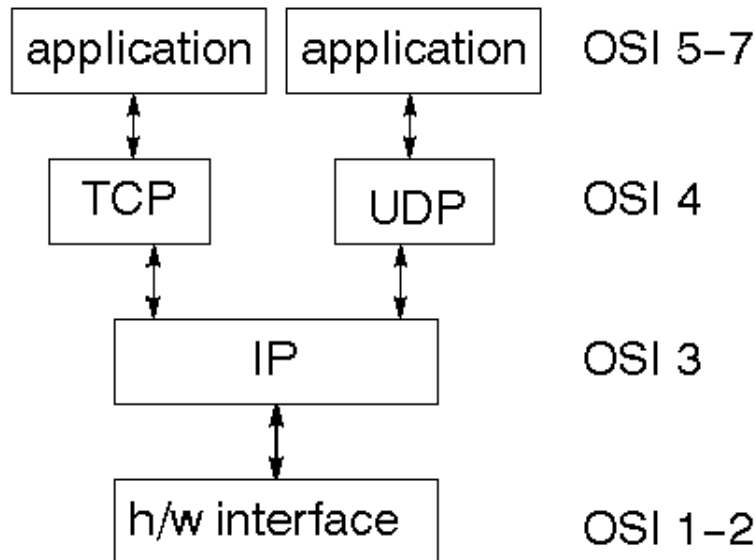 application application OSI 5–7
TCP UDP OSI 4
IP OSI 3
h/w interface OSI 1–2